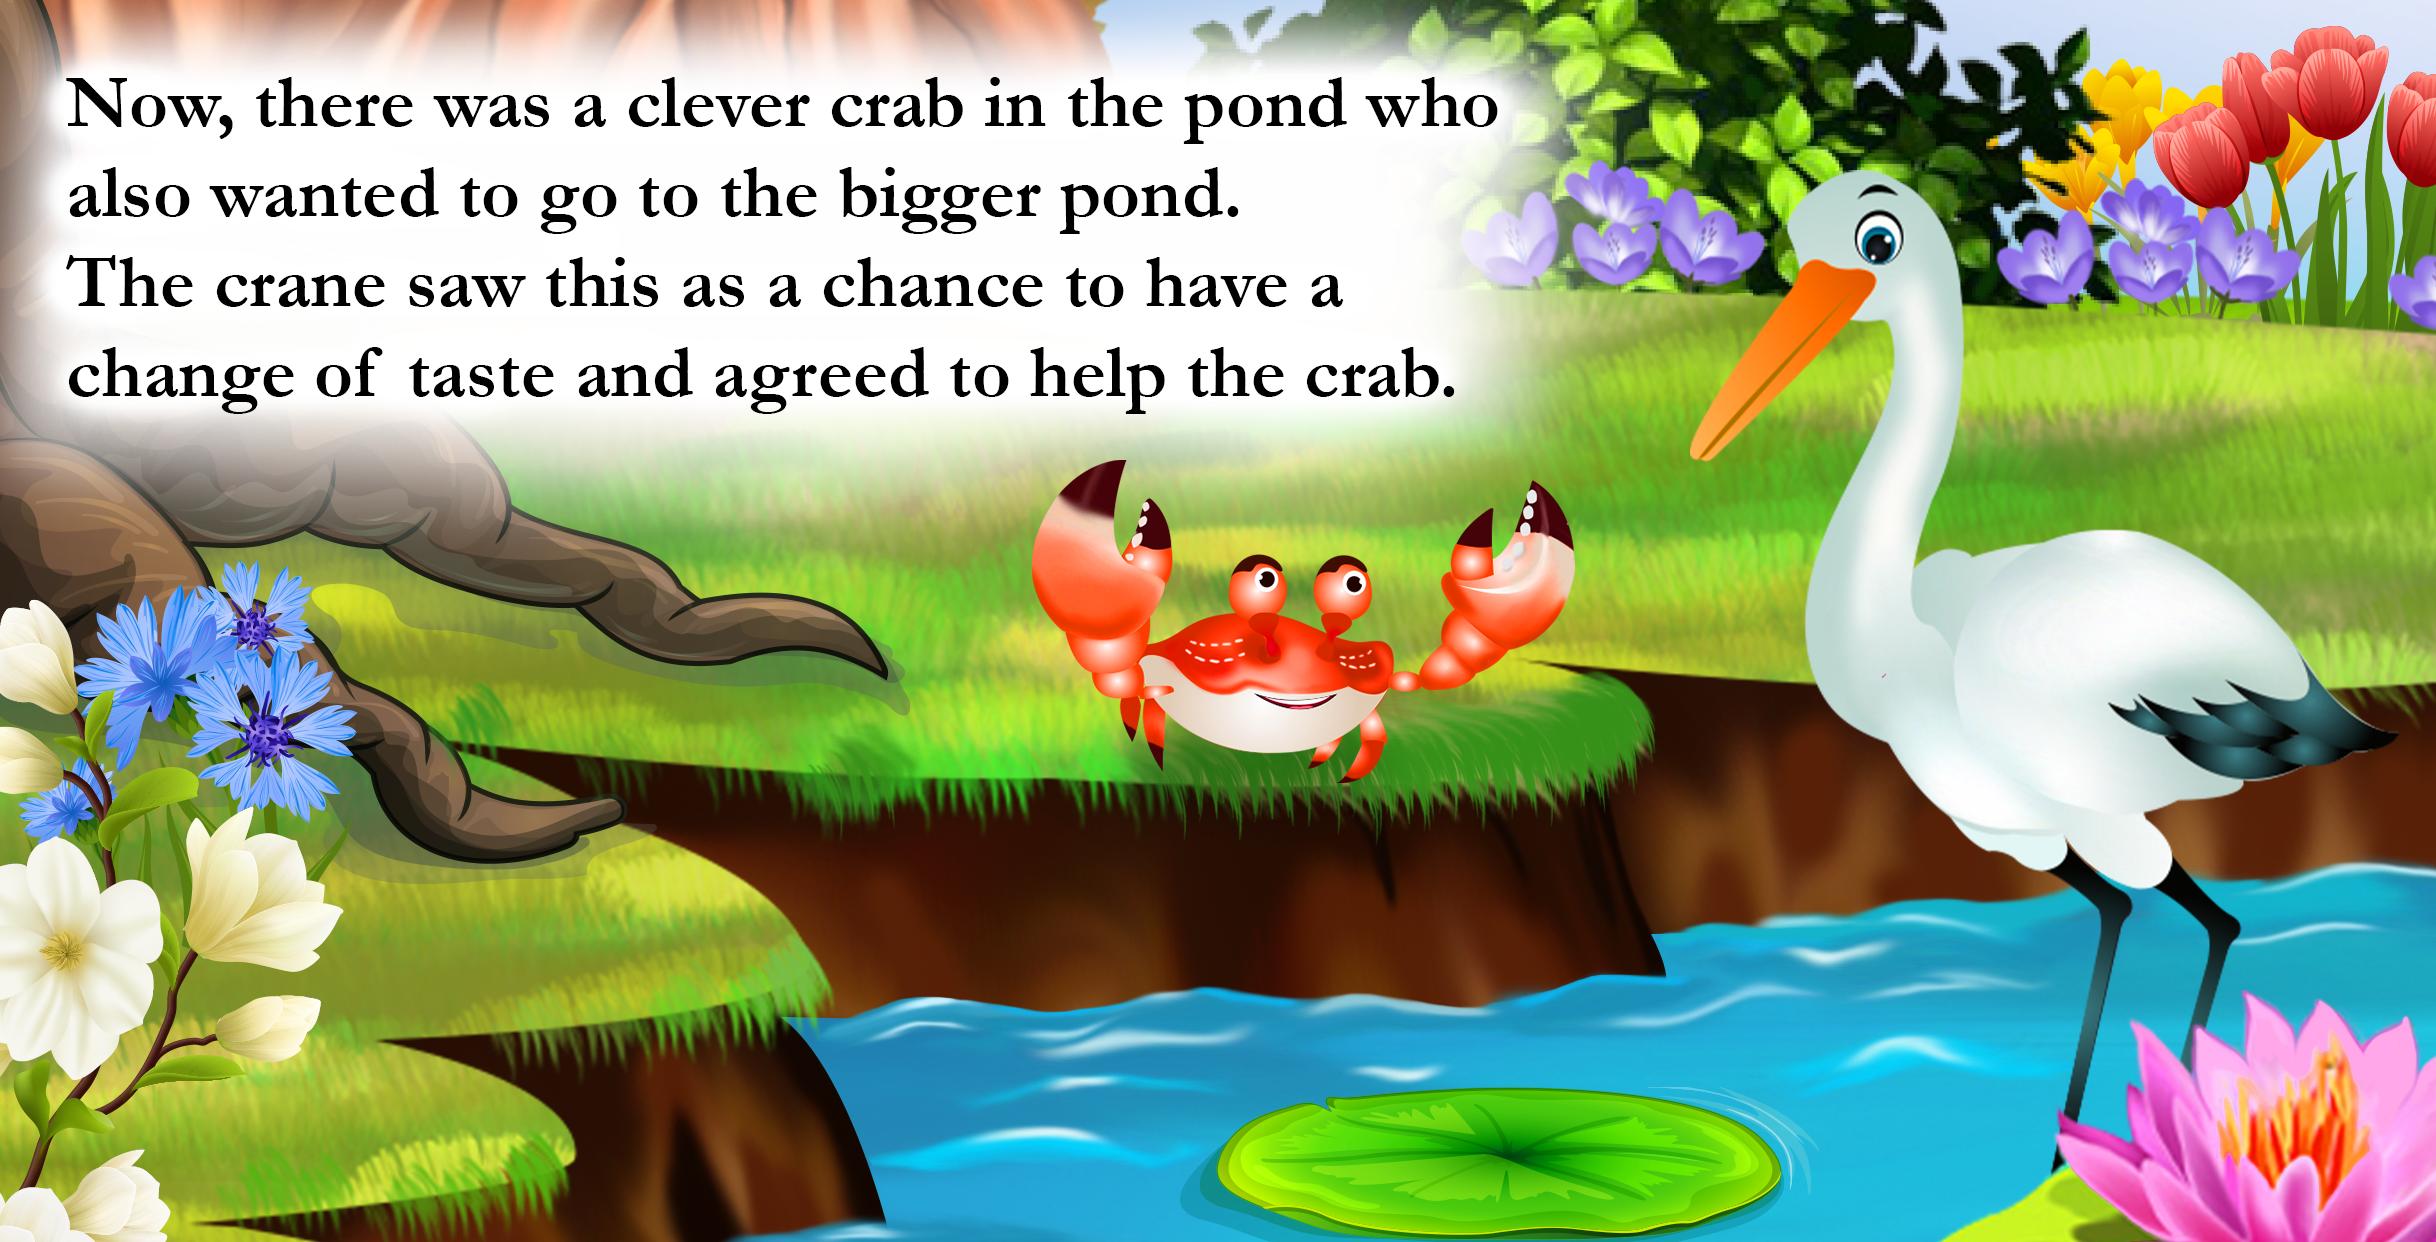 Now, there was a clever crab in the pond who
also wanted to go to the bigger pond.
The crane saw this as a chance to have a
change of taste and agreed to help the crab.